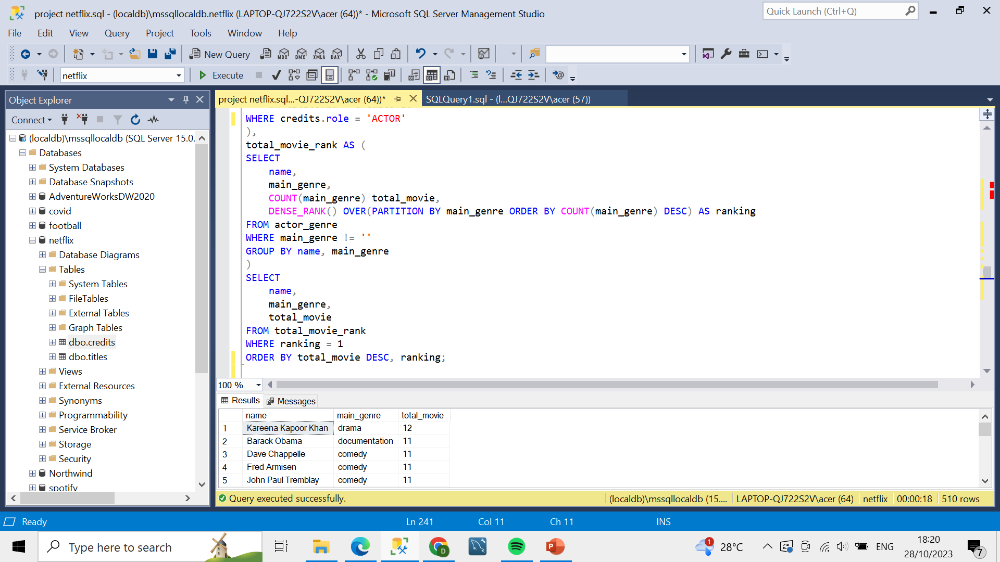 project netflix.sql - (localdb)\mssqllocaldb.netflix (LAPTOP-QJ722S2V\acer (64))* - Microsoft SQL Server Management Studio
Quick Launch (Ctrl+Q)
File Edit View Query Project Tools Window Help
New Query MDX DMX XMLA DAX
netflix Execute
Object Explorer
Connect
(localdb)\mssqllocaldb (SQL Server 15.0.
Databases
System Databases
Database Snapshots
AdventureWorksDW2020
covid
football
netflix
Database Diagrams
Tables
System Tables
FileTables
External Tables
Graph Tables
dbo.credits
dbo.titles
Views
External Resources
Synonyms
Programmability
Service Broker
Storage
Security
Northwind
spotify
project netflix.sql...-QJ722S2V\acer (64))*
SQLQuery1.sql - (l...QJ722S2V\acer (57))
WHERE credits.role = 'ACTOR'
),
total_movie_rank AS (
SELECT
name,
main_genre,
COUNT(main_genre) total_movie,
DENSE_RANK() OVER(PARTITION BY main_genre ORDER BY COUNT(main_genre) DESC) AS ranking
FROM actor_genre
WHERE main_genre != ''
GROUP BY name, main_genre
)
SELECT
name,
main_genre,
total_movie
FROM total_movie_rank
WHERE ranking = 1
ORDER BY total_movie DESC, ranking;
100 %
Results Messages
name main_genre total_movie
1 Kareena Kapoor Khan drama 12
2 Barack Obama documentation 11
3 Dave Chappelle comedy 11
4 Fred Armisen comedy 11
5 John Paul Tremblay comedy 11
Query executed successfully.
(localdb)\mssqllocaldb (15.... LAPTOP-QJ722S2V\acer (64) netflix 00:00:18 510 rows
Ready Ln 241 Col 11 Ch 11 INS
Type here to search
D
1 28°C ENG
18:20
28/10/2023
7